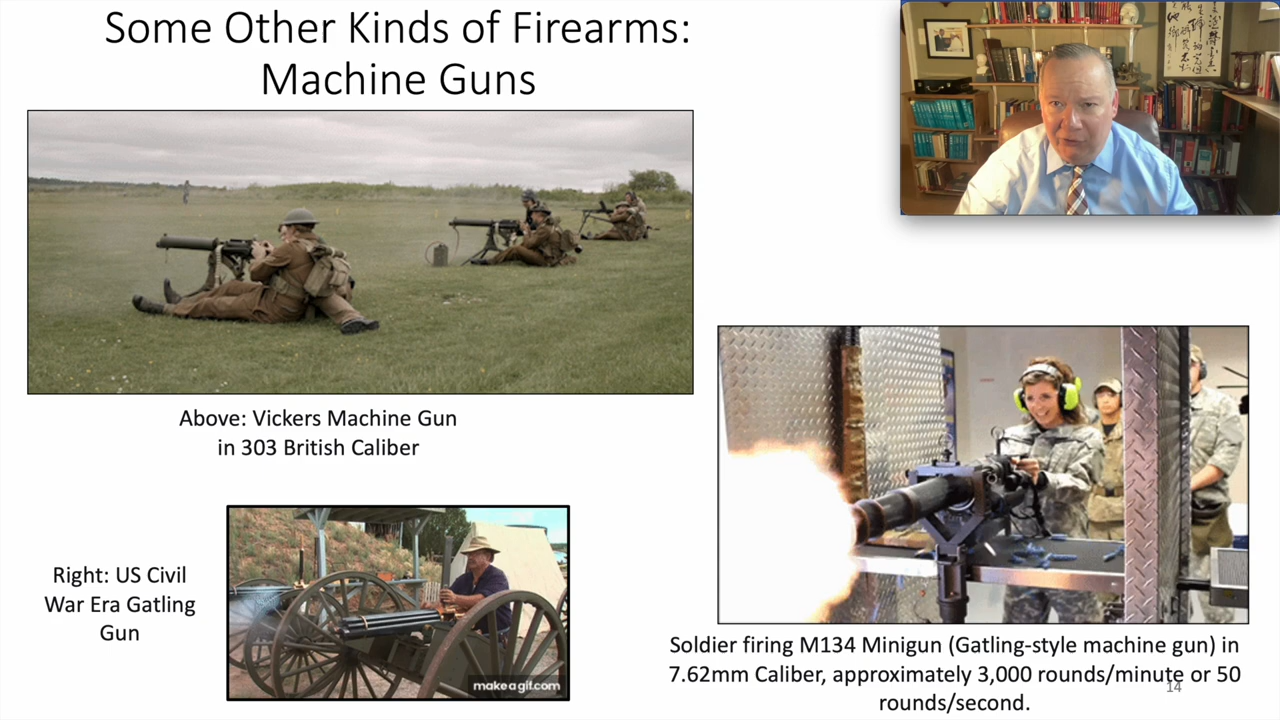 Some Other Kinds of Firearms:
Machine Guns
Above: Vickers Machine Gun
in 303 British Caliber
Right: US Civil
War Era Gatling
Gun
makeagif.com
Soldier firing M134 Minigun (Gatling-style machine gun) in
7.62mm Caliber, approximately 3,000 rounds/minute or 50
rounds/second.
14